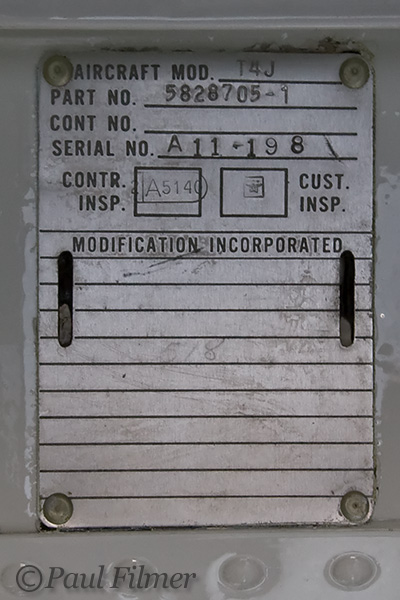 AIRCRAFT MOD. T4J
PART NO. 5828705-1
CONT NO.
SERIAL NO. A11-198
CONTR. INSP. A5140 CUST. INSP.
MODIFICATION INCORPORATED
© Paul Filmer